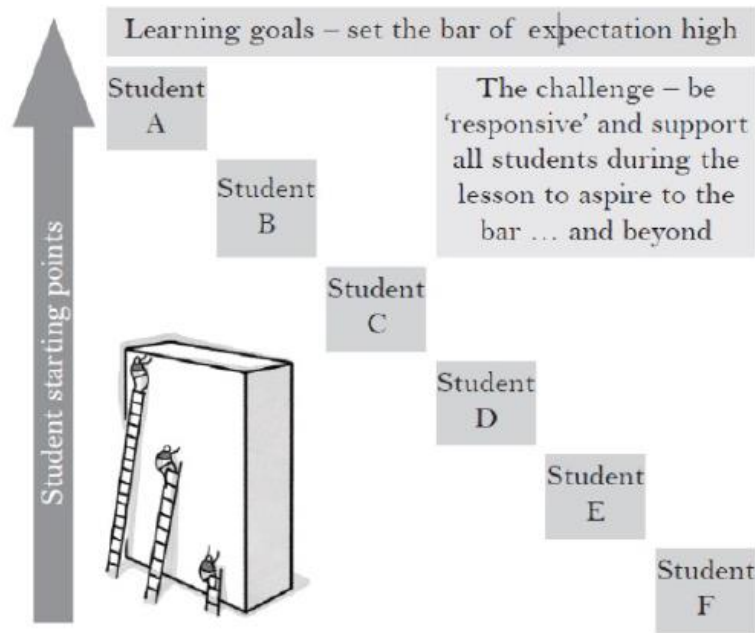 Learning goals – set the bar of expectation high
Student
A
The challenge – be
‘responsive’ and support
all students during the
lesson to aspire to the
bar … and beyond
Student
B
Student
C
Student
D
Student
E
Student
F
Student starting points